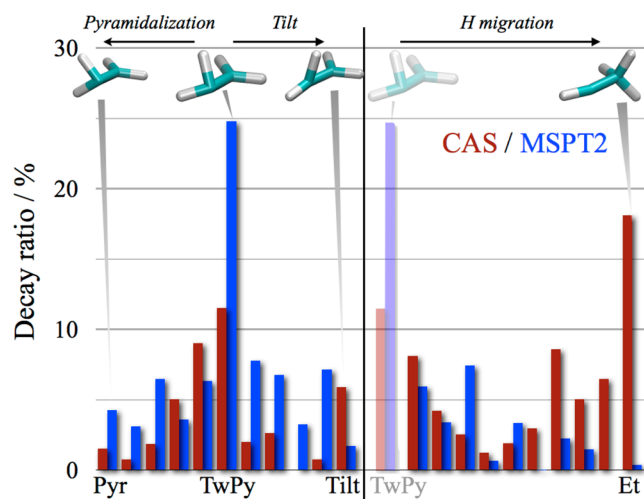 Pyramidalization Tilt H migration
30
20
10
0
Decay ratio / %
CAS / MSPT2
Pyr TwPy Tilt TwPy Et